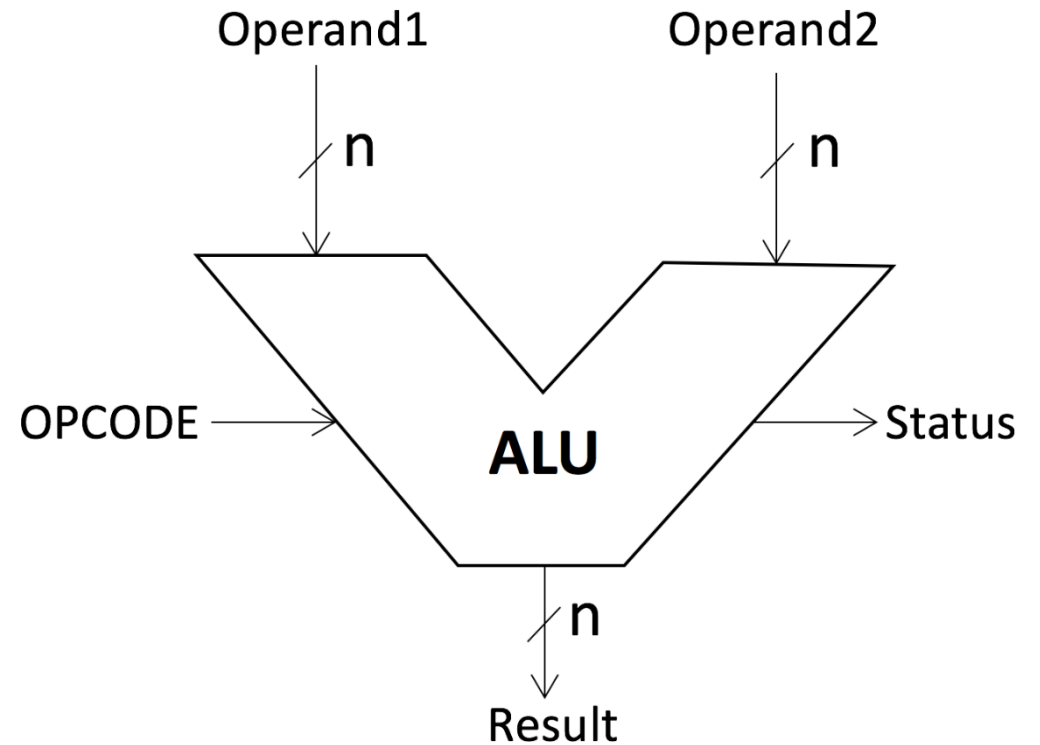 Operand1
Operand2
n
n
OPCODE
ALU
Status
n
Result